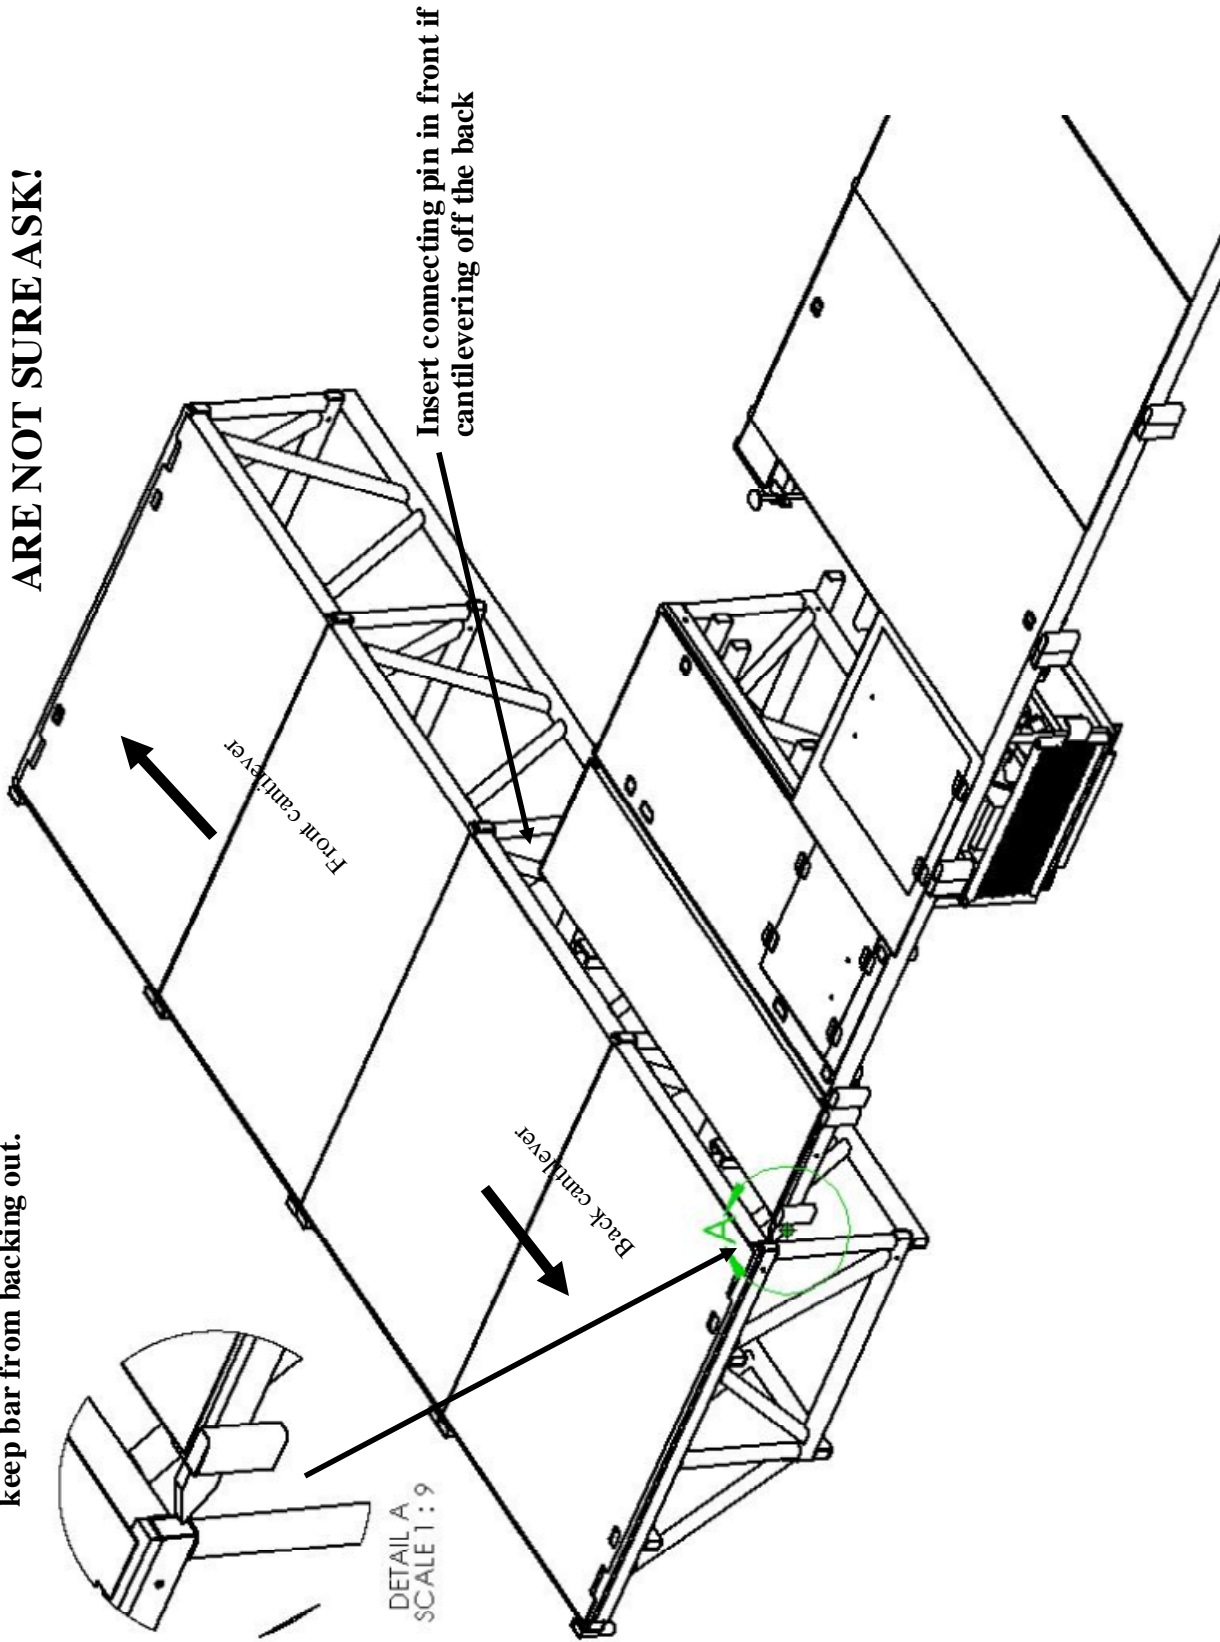 keep bar from backing out.
ARE NOT SURE ASK!
Insert connecting pin in front if
cantilevering off the back
Front cantilever
Back cantilever
A
DETAIL A
SCALE 1 : 9